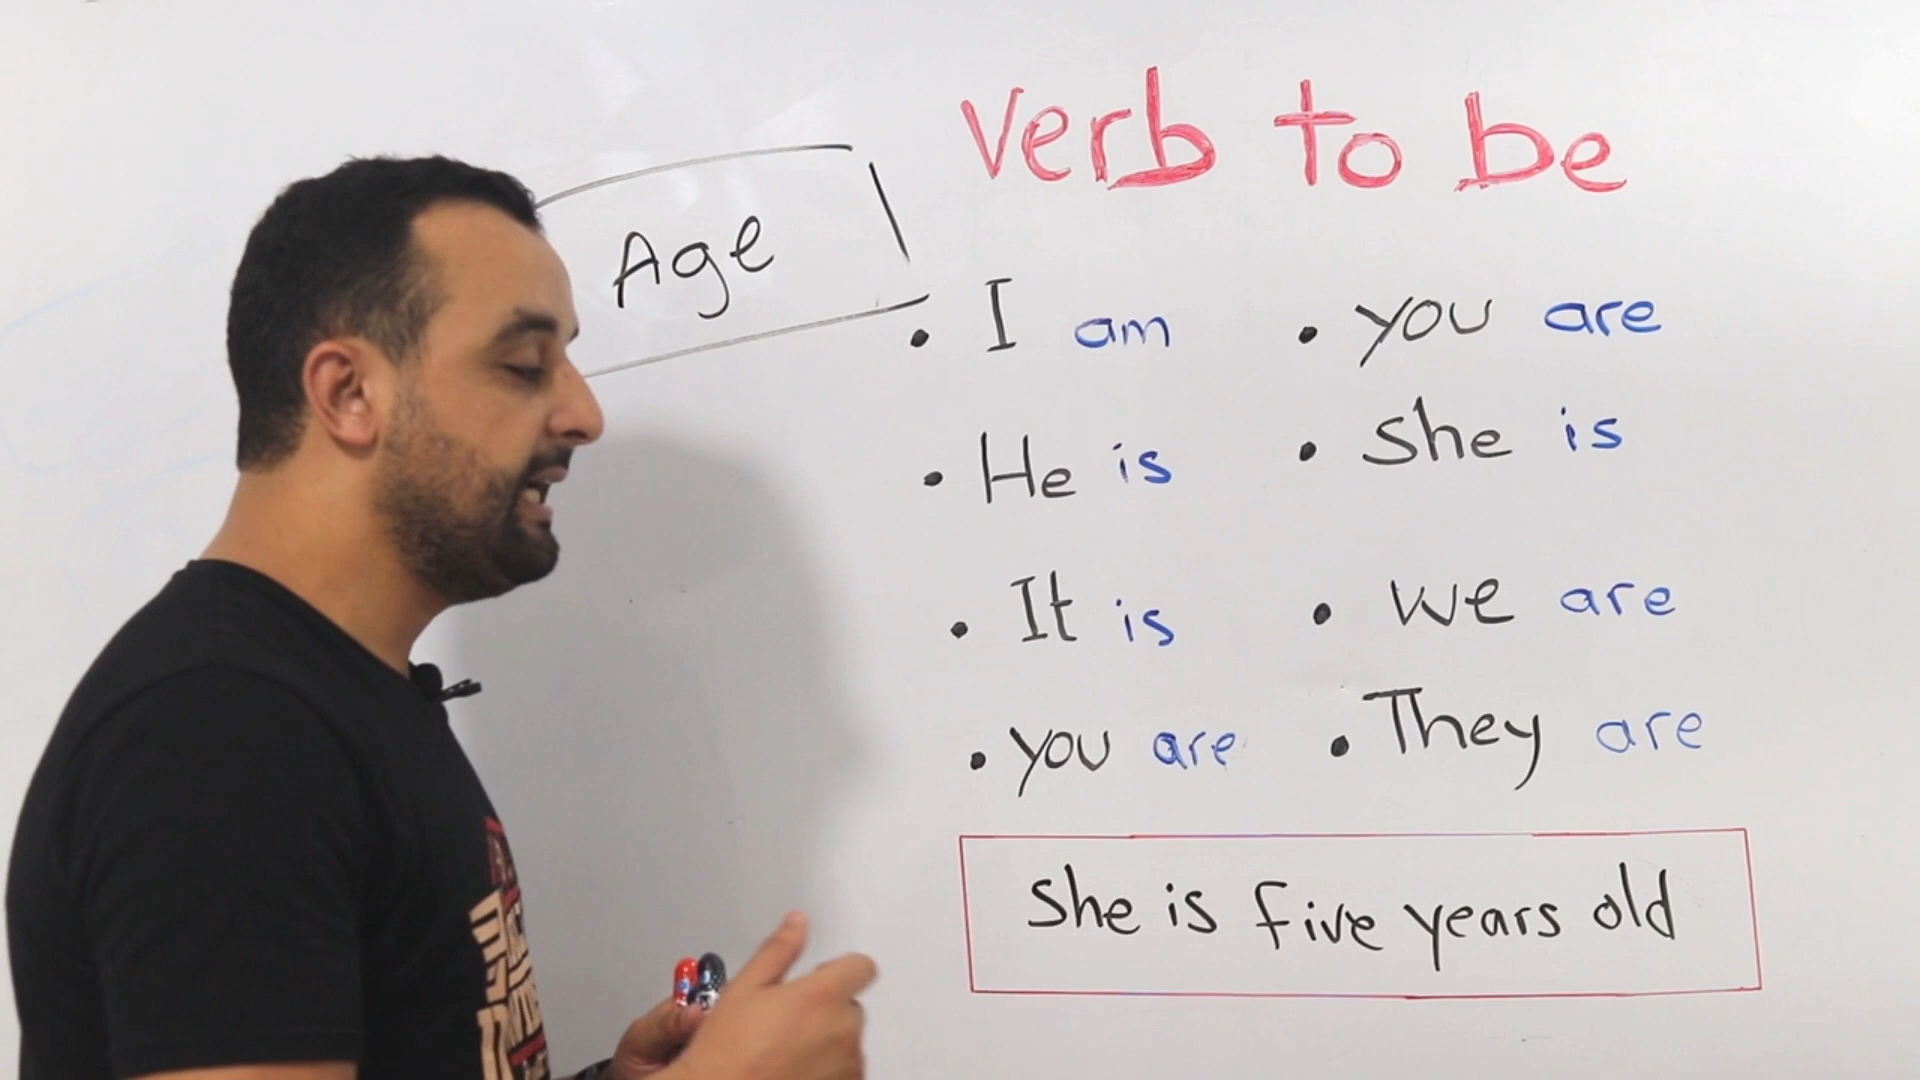 Verb to be
Age
• I am
• you are
• He is
• She is
• It is
• we are
• you are
• They are
She is five years old